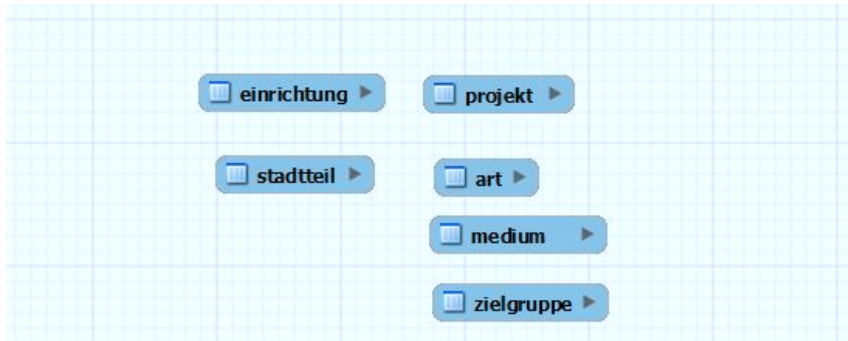 einrichtung
projekt
stadtteil
art
medium
zielgruppe